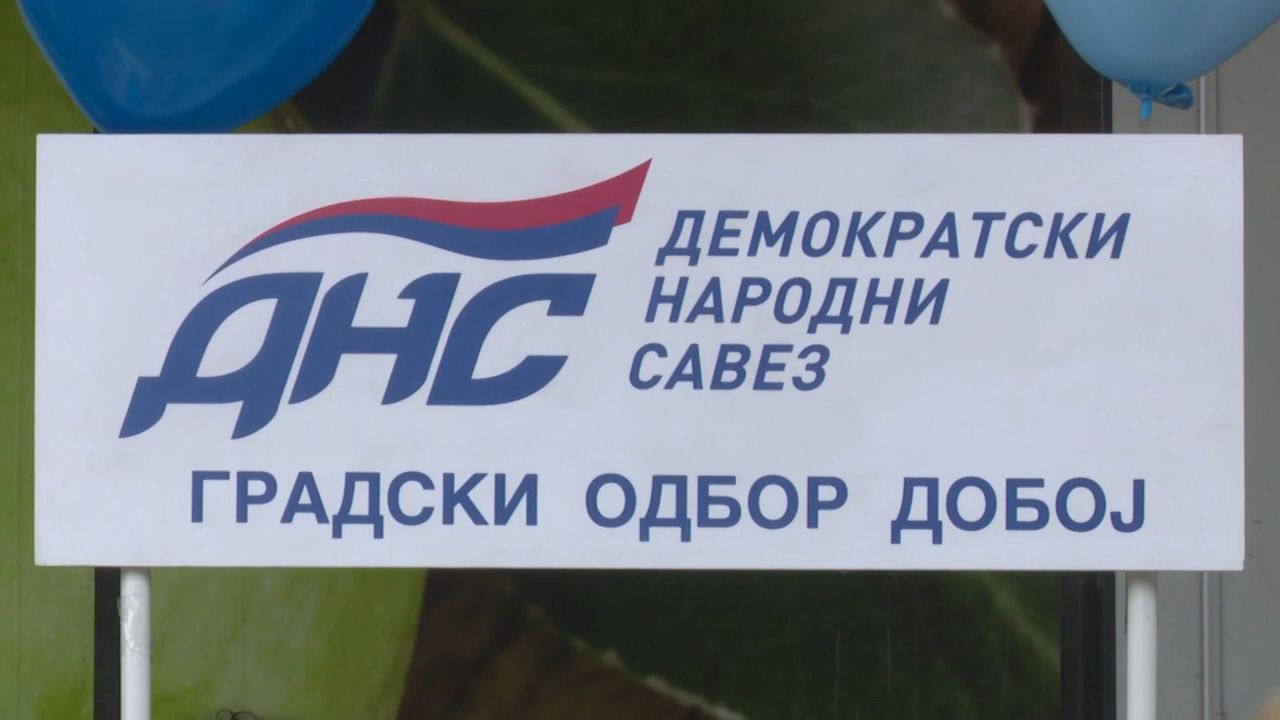 ДНС
ДЕМОКРАТСКИ
НАРОДНИ
САВЕЗ
ГРАДСКИ ОДБОР ДОБОЈ